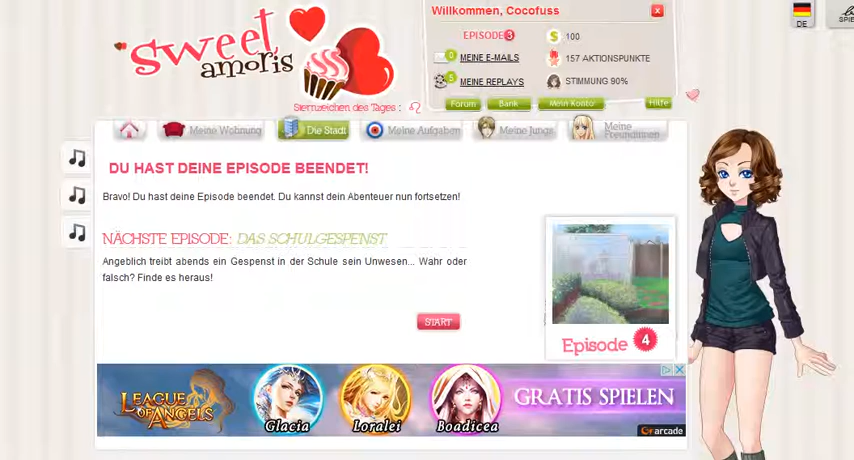 sweet
amoris
Sternzeichen des Tages :
Willkommen, Cocofuss
EPISODE 3
$ 100
0 MEINE E-MAILS
157 AKTIONSPUNKTE
5 MEINE REPLAYS
STIMMUNG 90%
Forum
Bank
Mein Konto
Hilfe
DE
SPIE
Meine Wohnung
Die Stadt
Meine Aufgaben
Meine Jungs
Meine
Freundinnen
DU HAST DEINE EPISODE BEENDET!
Bravo! Du hast deine Episode beendet. Du kannst dein Abenteuer nun fortsetzen!
NÄCHSTE EPISODE: DAS SCHULGESPENST
Angeblich treibt abends ein Gespenst in der Schule sein Unwesen... Wahr oder
falsch? Finde es heraus!
START
Episode 4
LEAGUE
OF ANGELS
Glacia
Loralei
Boadicea
GRATIS SPIELEN
arcade